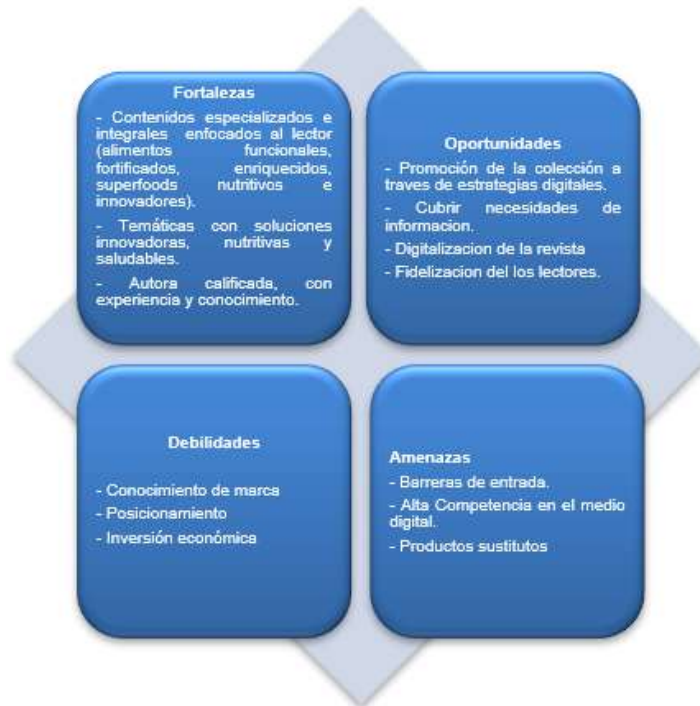 Fortalezas
- Contenidos especializados e
integrales enfocados al lector
(alimentos funcionales,
fortificados, enriquecidos,
superfoods nutritivos e
innovadores).
- Temáticas con soluciones
innovadoras, nutritivas y
saludables.
- Autora calificada, con
experiencia y conocimiento.
Oportunidades
- Promoción de la colección a
traves de estrategias digitales.
- Cubrir necesidades de
informacion.
- Digitalizacion de la revista
- Fidelizacion del los lectores.
Debilidades
- Conocimiento de marca
- Posicionamiento
- Inversión económica
Amenazas
- Barreras de entrada.
- Alta Competencia en el medio
digital.
- Productos sustitutos